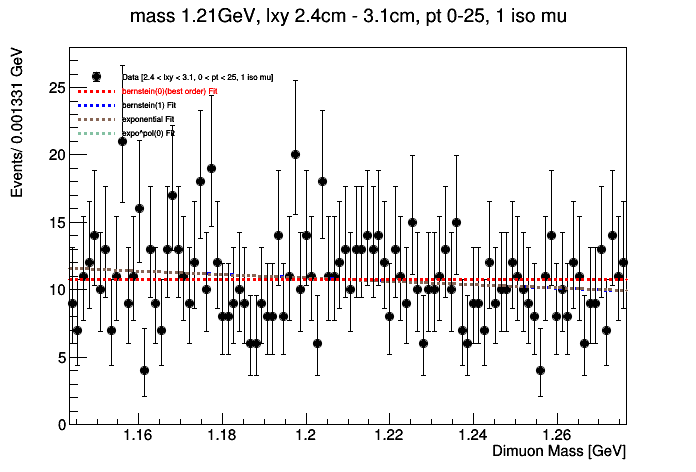 mass 1.21GeV, lxy 2.4cm - 3.1cm, pt 0-25, 1 iso mu
Events/ 0.001331 GeV
25
20
15
10
5
0
Data [2.4 < lxy < 3.1, 0 < pt < 25, 1 iso mu]
bernstein(0)(best order) Fit
bernstein(1) Fit
exponential Fit
expo*pol(0) Fit
1.16
1.18
1.2
1.22
1.24
1.26
Dimuon Mass [GeV]